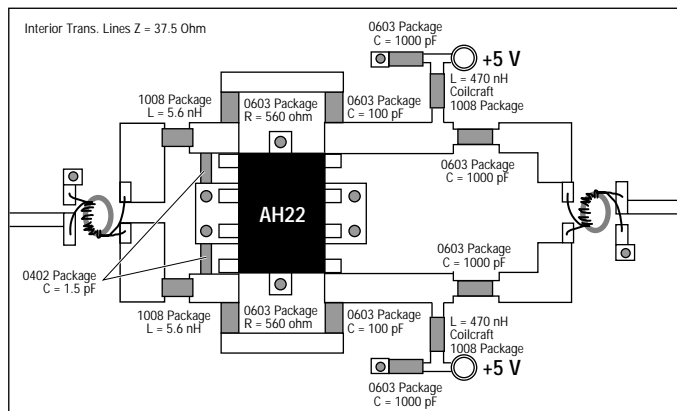 Interior Trans. Lines Z = 37.5 Ohm
0603 Package
C = 1000 pF
+5 V
L = 470 nH
Coilcraft
1008 Package
1008 Package
L = 5.6 nH
0603 Package
R = 560 ohm
0603 Package
C = 100 pF
0603 Package
C = 1000 pF
AH22
0402 Package
C = 1.5 pF
0603 Package
C = 1000 pF
1008 Package
L = 5.6 nH
0603 Package
R = 560 ohm
0603 Package
C = 100 pF
L = 470 nH
Coilcraft
1008 Package
+5 V
0603 Package
C = 1000 pF